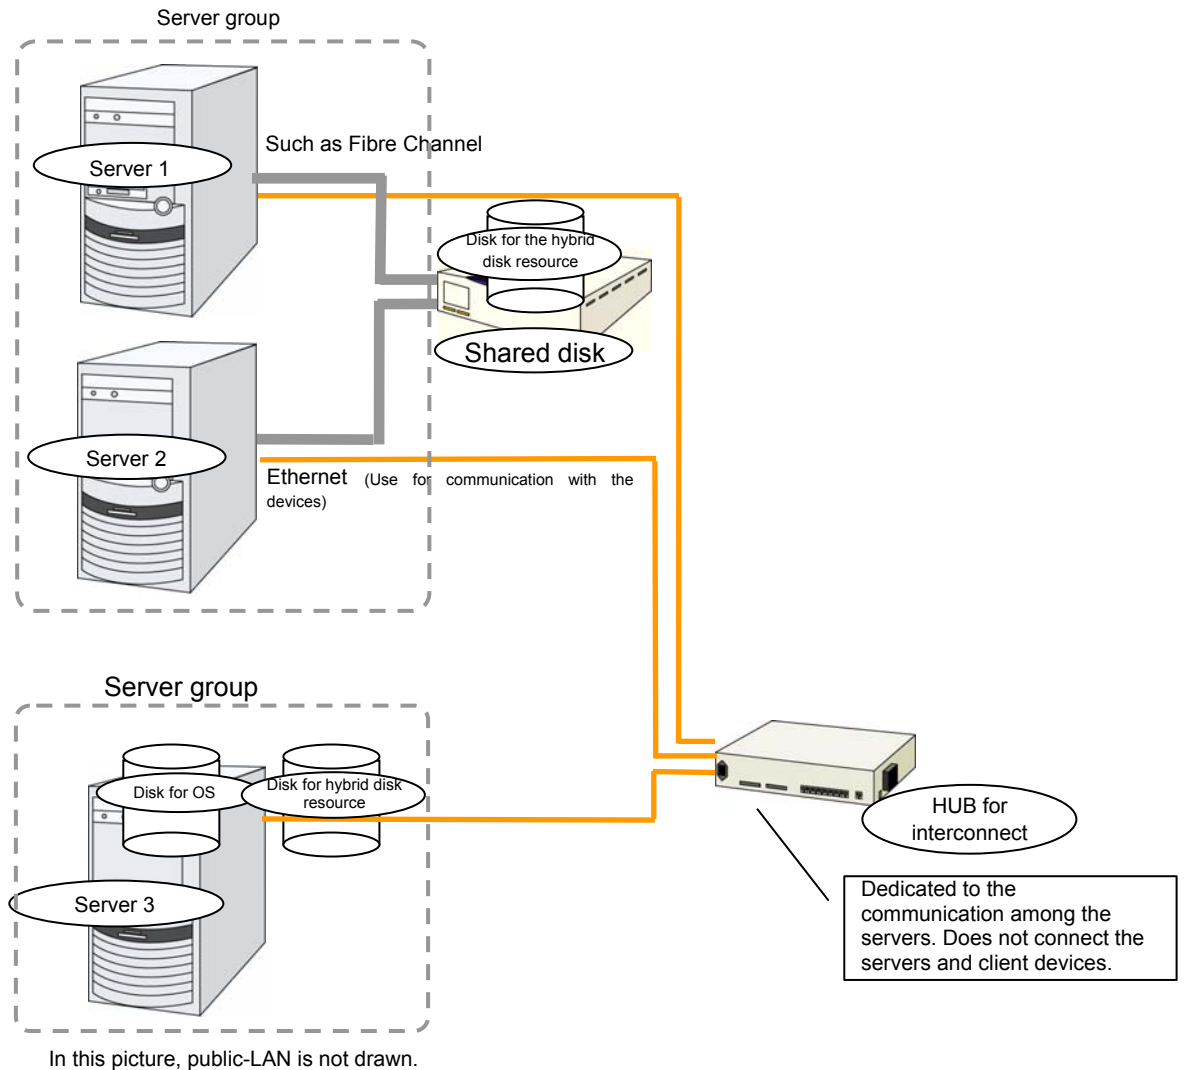 Server group
Server 1
Such as Fibre Channel
Disk for the hybrid
disk resource
Shared disk
Server 2
Ethernet (Use for communication with the
devices)
Server group
Disk for OS
Disk for hybrid disk
resource
Server 3
HUB for
interconnect
Dedicated to the
communication among the
servers. Does not connect the
servers and client devices.
In this picture, public-LAN is not drawn.